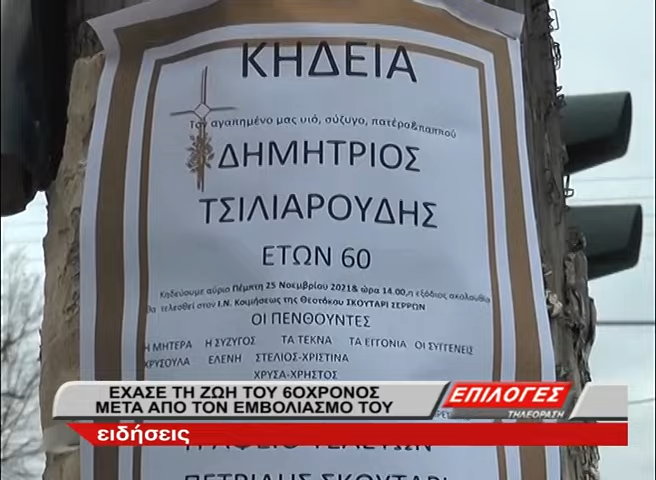 ΚΗΔΕΙΑ
Τον αγαπημένο μας υιό, σύζυγο, πατέρα&παππού
ΔΗΜΗΤΡΙΟΣ
ΤΣΙΛΙΑΡΟΥΔΗΣ
ΕΤΩΝ 60
Κηδεύουμε αύριο Πέμπτη 25 Νοεμβρίου 2021& ώρα 14.00,η εξόδιος ακολουθία
θα τελεσθεί στον Ι.Ν. Κοιμήσεως της Θεοτόκου ΣΚΟΥΤΑΡΙ ΣΕΡΡΩΝ
ΟΙ ΠΕΝΘΟΥΝΤΕΣ
Η ΜΗΤΕΡΑ Η ΣΥΖΥΓΟΣ ΤΑ ΤΕΚΝΑ ΤΑ ΕΓΓΟΝΙΑ ΟΙ ΣΥΓΓΕΝΕΙΣ
ΧΡΥΣΟΥΛΑ ΕΛΕΝΗ ΣΤΕΛΙΟΣ-ΧΡΙΣΤΙΝΑ
ΧΡΥΣΑ-ΧΡΗΣΤΟΣ
ΕΧΑΣΕ ΤΗ ΖΩΗ ΤΟΥ 60ΧΡΟΝΟΣ
ΜΕΤΑ ΑΠΟ ΤΟΝ ΕΜΒΟΛΙΑΣΜΟ ΤΟΥ
ΕΠΙΛΟΓΕΣ
ΤΗΛΕΟΡΑΣΗ
ειδήσεις
ΠΕΤΡΙΔΗΣ ΣΚΟΥΤΑΡΙ